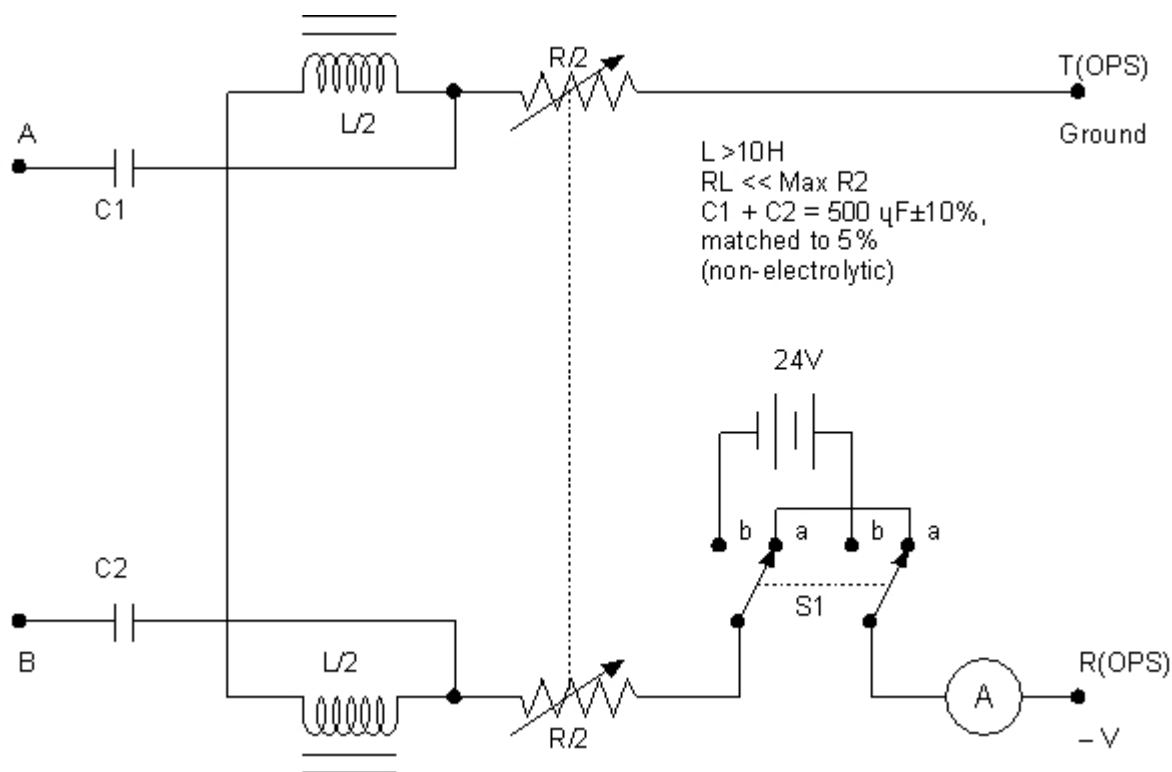 R/2
T(OPS)
L/2
A
Ground
L >10H
RL << Max R2
C1
C1 + C2 = 500 ɥF±10%,
matched to 5%
(non-electrolytic)
24V
b a b a
C2
S1
B
L/2
R(OPS)
A
R/2
– V